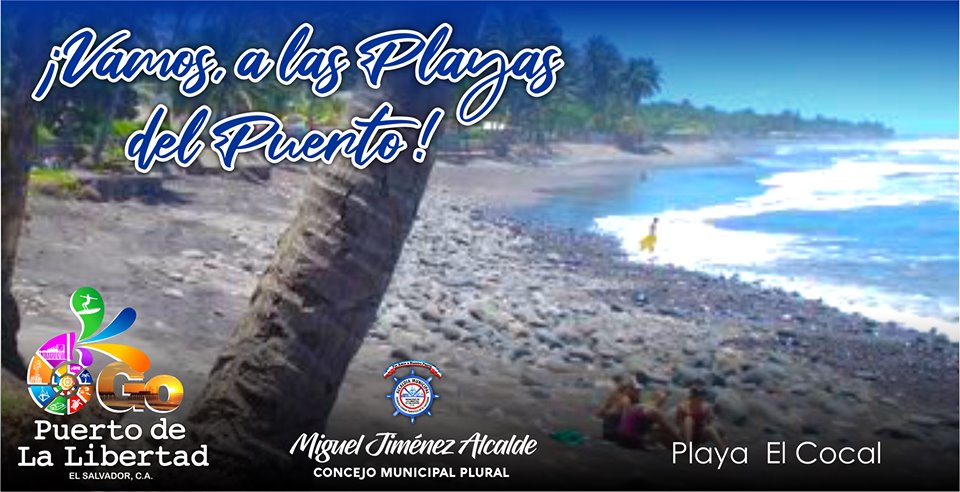 ¡Vamos, a las Playas
del Puerto!
Go
Puerto de
La Libertad
EL SALVADOR, C.A.
Miguel Jiménez Alcalde
CONCEJO MUNICIPAL PLURAL
Playa El Cocal